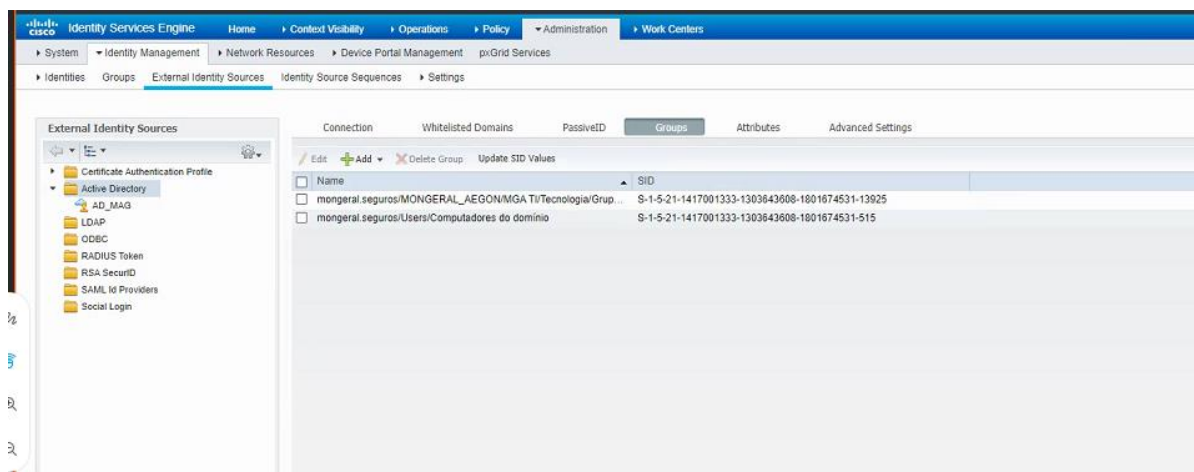 cisco Identity Services Engine Home Context Visibility Operations Policy Administration Work Centers
System Identity Management Network Resources Device Portal Management pxGrid Services
Identities Groups External Identity Sources Identity Source Sequences Settings
External Identity Sources
Connection Whitelisted Domains PassiveID Groups Attributes Advanced Settings
Edit Add Delete Group Update SID Values
Name SID
mongeral.seguros/MONGERAL_AEGON/MGA TI/Tecnologia/Grup... S-1-5-21-1417001333-1303643608-1801674531-13925
mongeral.seguros/Users/Computadores do domínio S-1-5-21-1417001333-1303643608-1801674531-515
Certificate Authentication Profile
Active Directory
AD_MAG
LDAP
ODBC
RADIUS Token
RSA SecurID
SAML Id Providers
Social Login